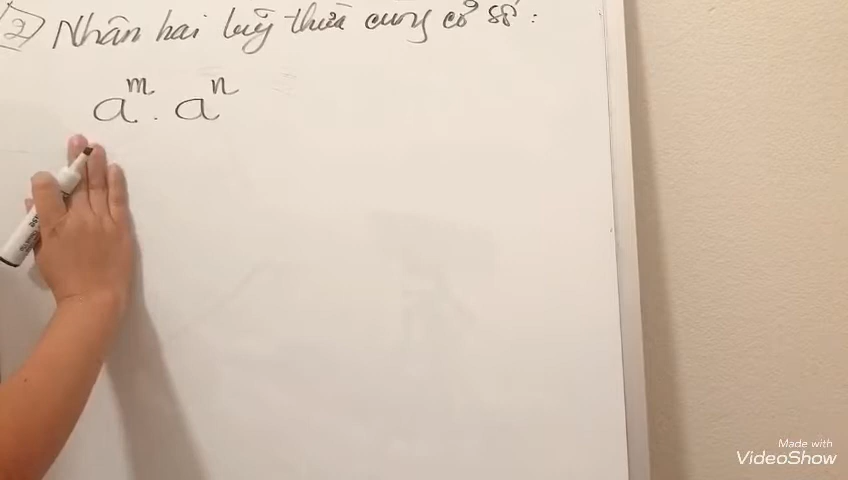 2) Nhân hai luỹ thừa cùng cơ số:
a^m . a^n
Made with
VideoShow